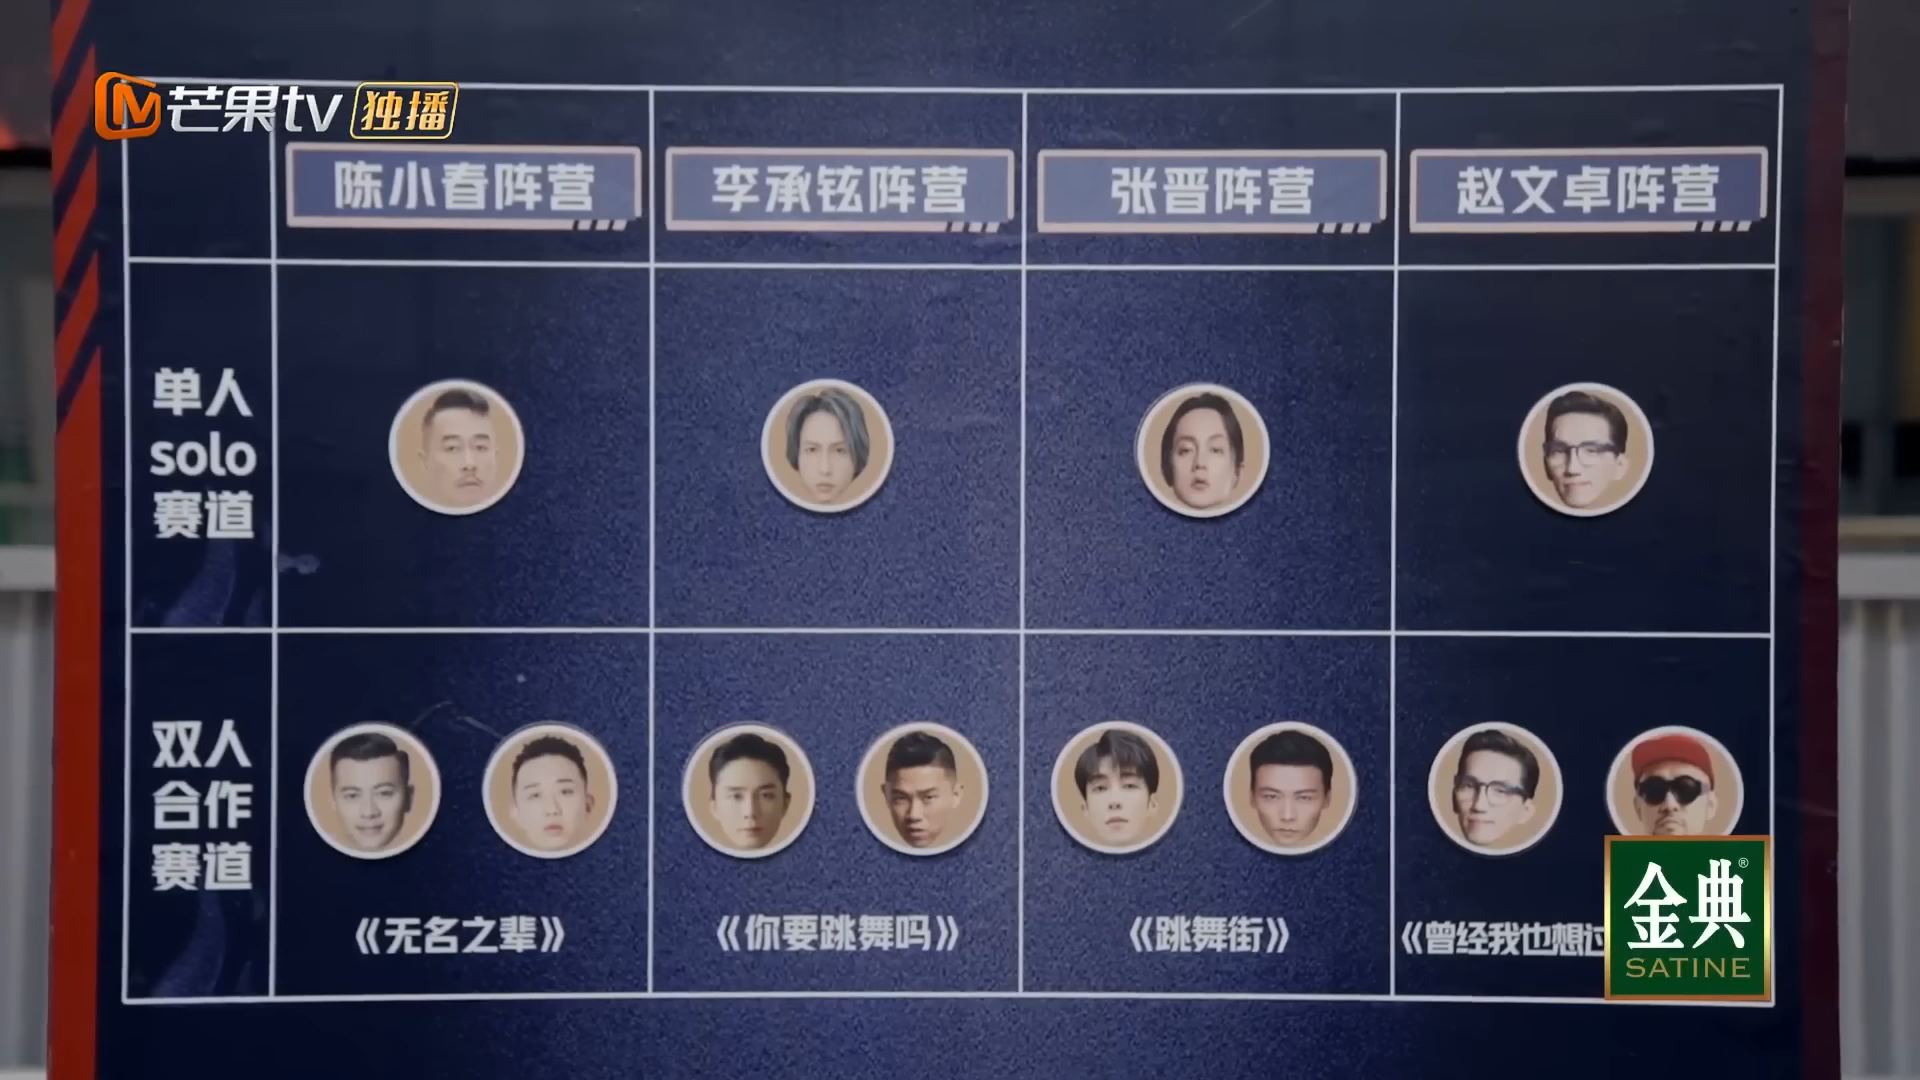 芒果tv 独播
陈小春阵营 李承铉阵营 张晋阵营 赵文卓阵营
单人
solo
赛道
双人
合作
赛道
《无名之辈》 《你要跳舞吗》 《跳舞街》 《曾经我也想过
金典®
SATINE